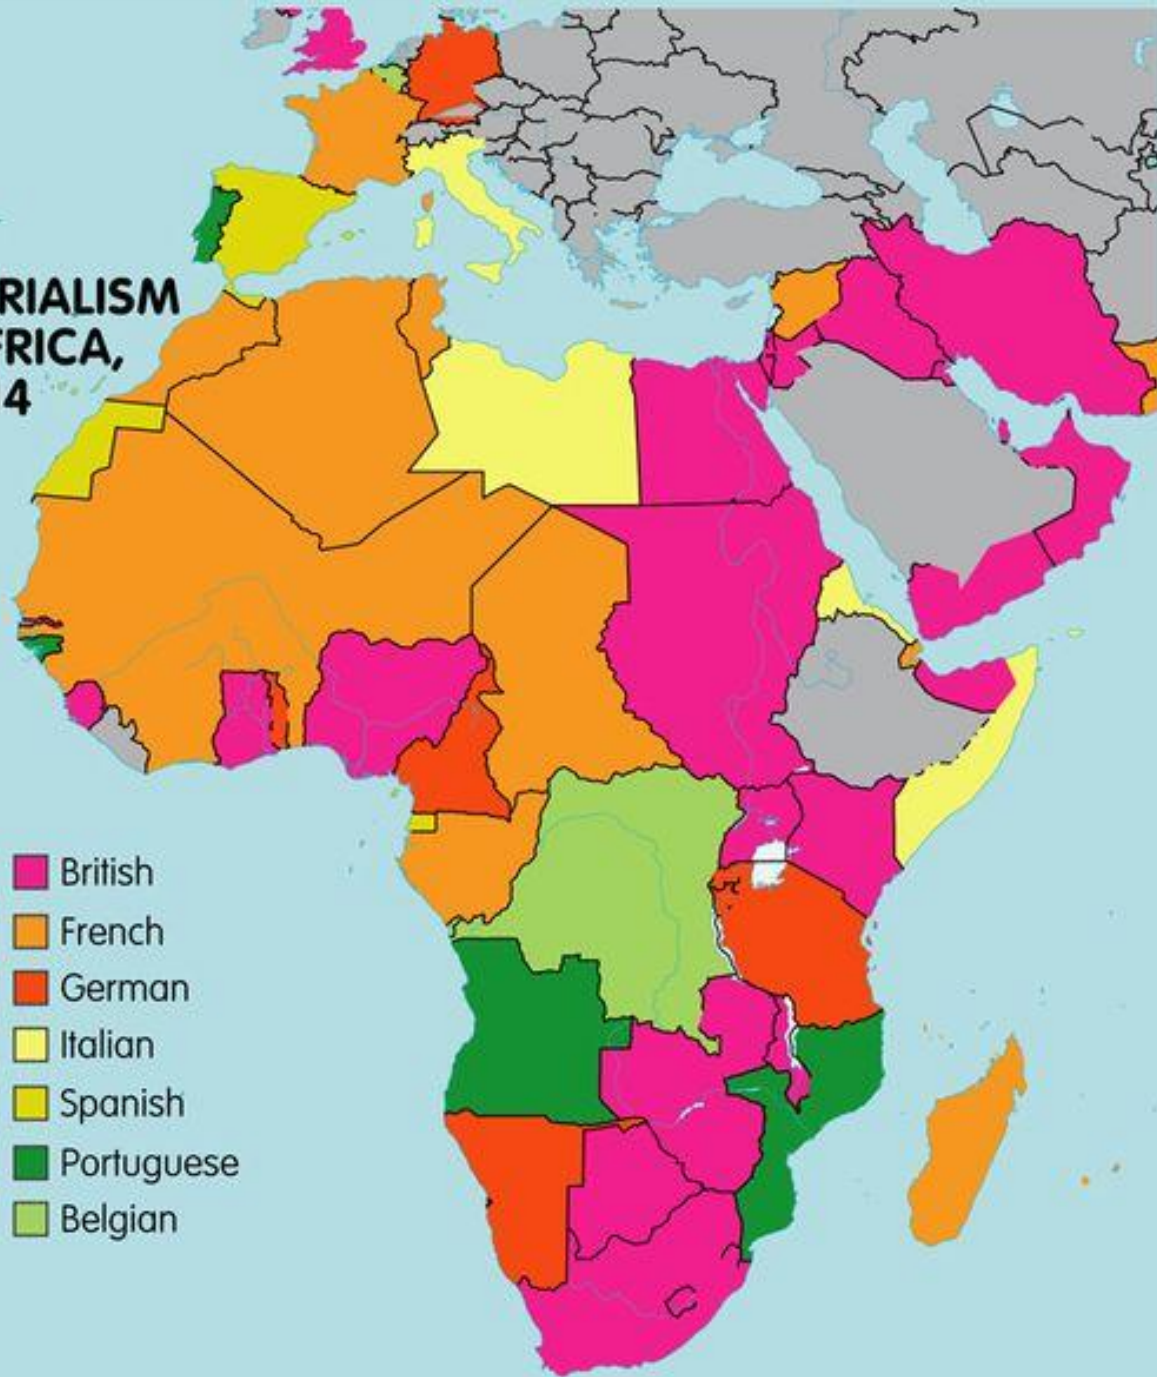 RIALISM
FRICA,
4
British
French
German
Italian
Spanish
Portuguese
Belgian